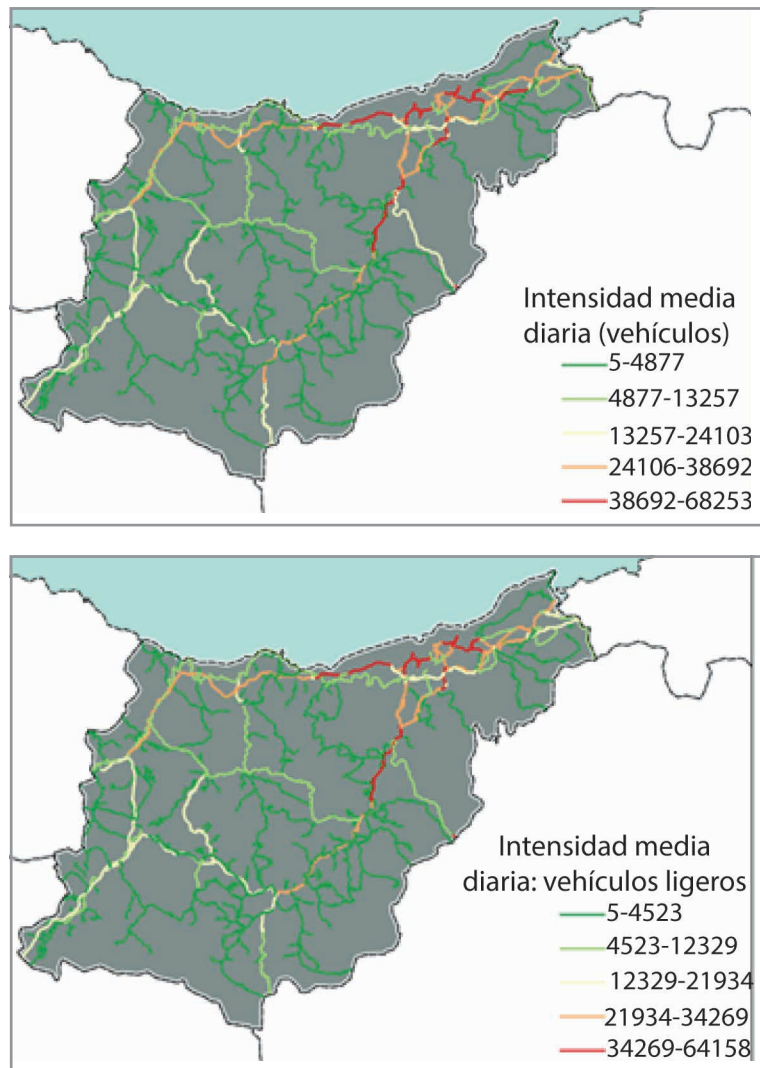 Intensidad media
diaria (vehículos)
5-4877
4877-13257
13257-24103
24106-38692
38692-68253
Intensidad media
diaria: vehículos ligeros
5-4523
4523-12329
12329-21934
21934-34269
34269-64158